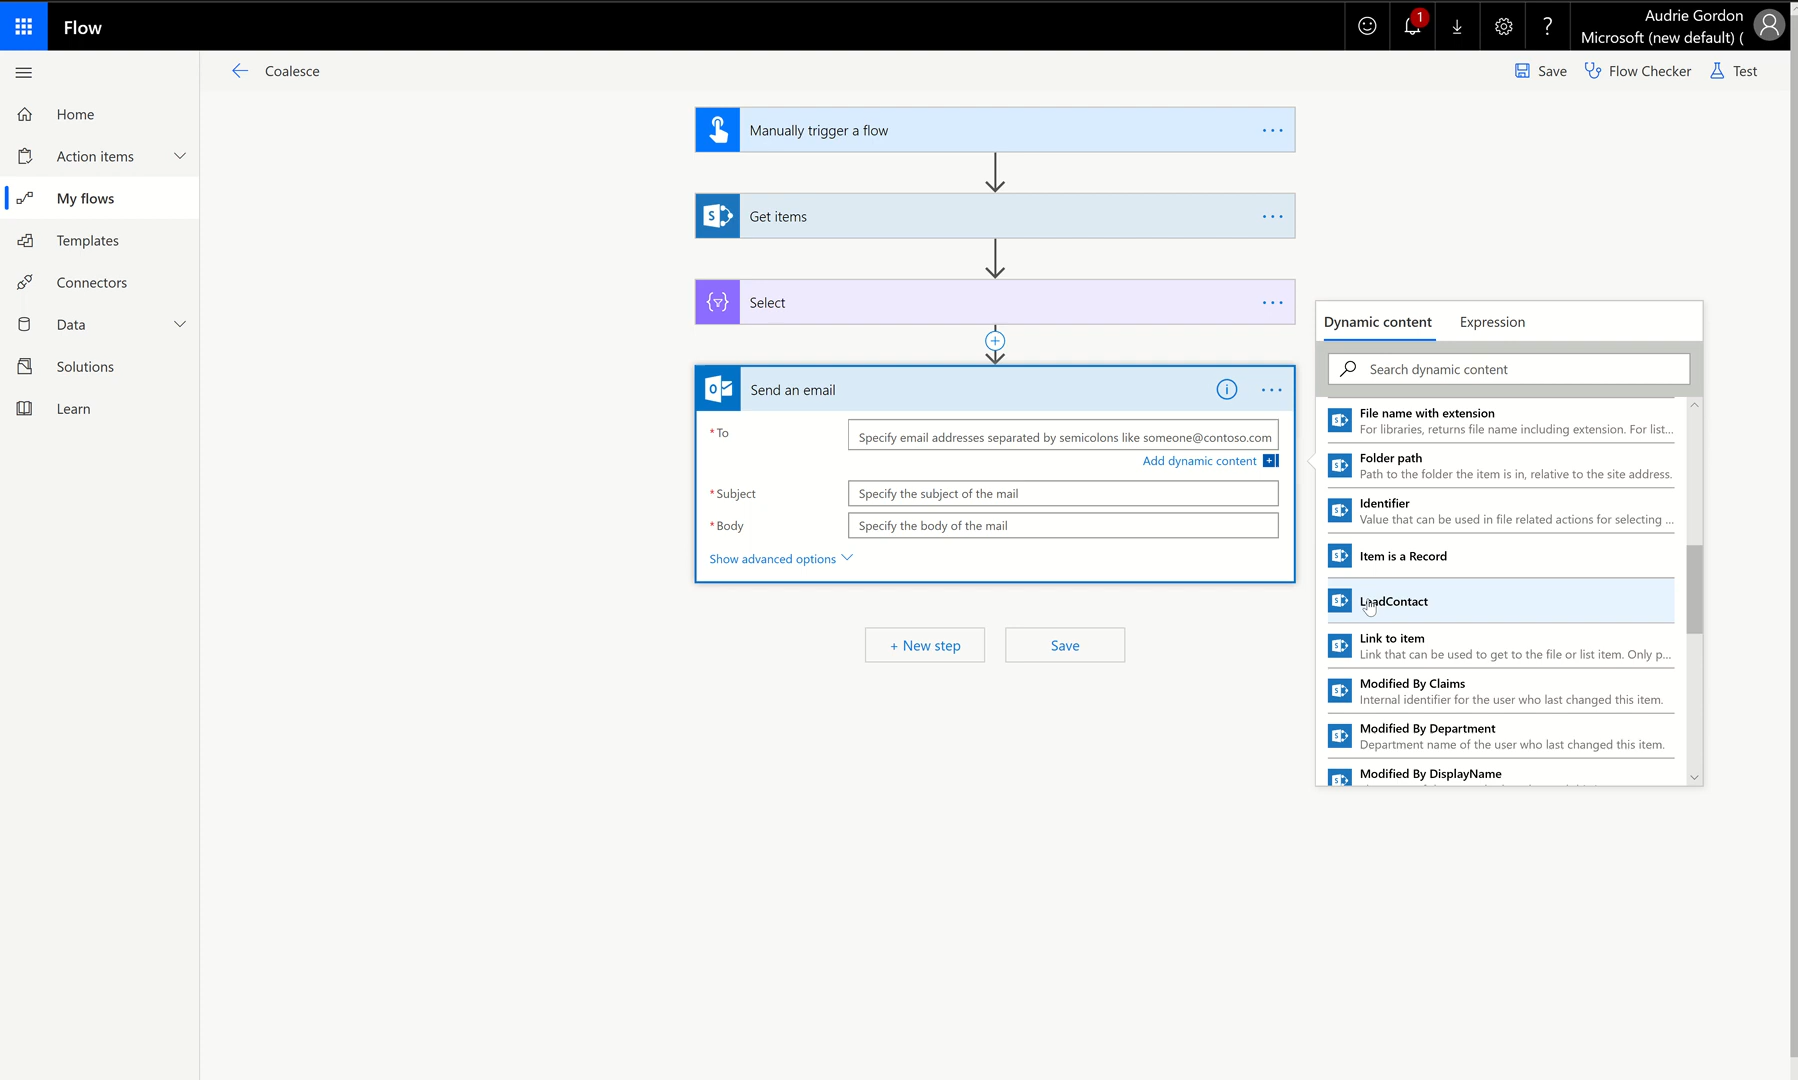 Flow
1
?
Audrie Gordon
Microsoft (new default) (
Coalesce
Save
Flow Checker
Test
Home
Action items
My flows
Templates
Connectors
Data
Solutions
Learn
Manually trigger a flow
Get items
Select
Send an email
*To
Specify email addresses separated by semicolons like someone@contoso.com
Add dynamic content
*Subject
Specify the subject of the mail
*Body
Specify the body of the mail
Show advanced options
+ New step
Save
Dynamic content
Expression
Search dynamic content
File name with extension
For libraries, returns file name including extension. For list...
Folder path
Path to the folder the item is in, relative to the site address.
Identifier
Value that can be used in file related actions for selecting ...
Item is a Record
LeadContact
Link to item
Link that can be used to get to the file or list item. Only p...
Modified By Claims
Internal identifier for the user who last changed this item.
Modified By Department
Department name of the user who last changed this item.
Modified By DisplayName